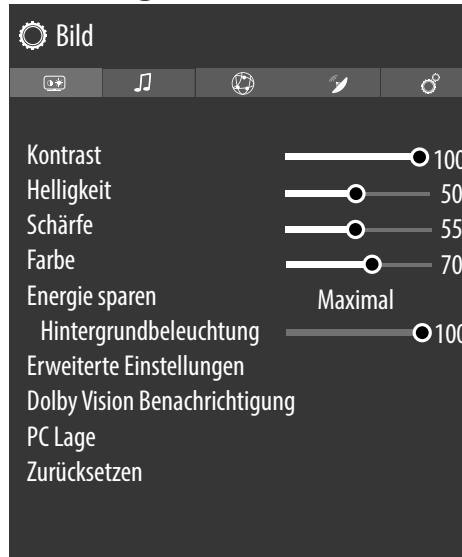 Bild
Kontrast 100
Helligkeit 50
Schärfe 55
Farbe 70
Energie sparen Maximal
Hintergrundbeleuchtung 100
Erweiterte Einstellungen
Dolby Vision Benachrichtigung
PC Lage
Zurücksetzen